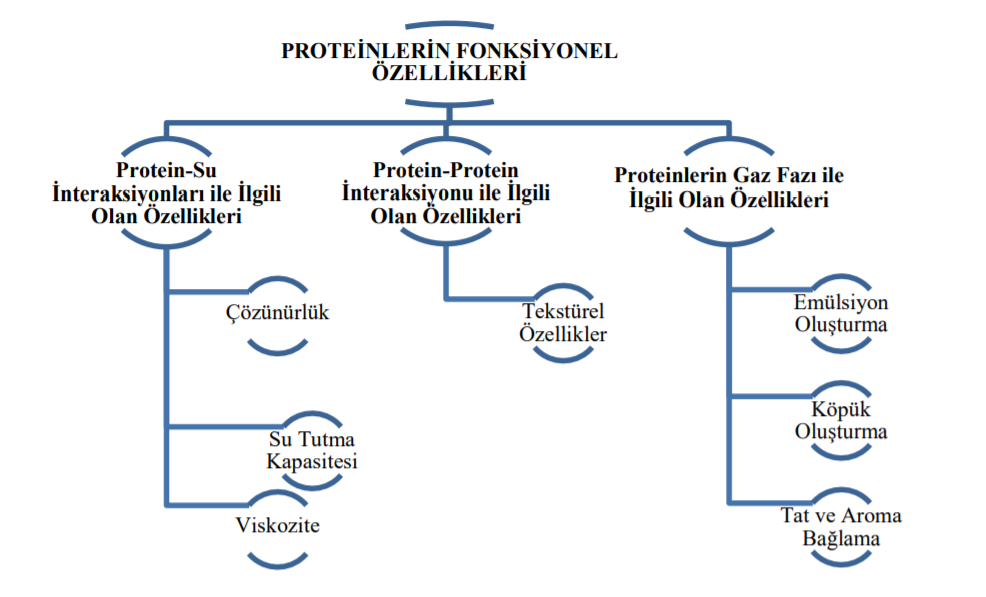 PROTEİNLERİN FONKSİYONEL
ÖZELLİKLERİ
Protein-Su
İnteraksiyonları ile İlgili
Olan Özellikleri
Çözünürlük
Su Tutma
Kapasitesi
Viskozite
Protein-Protein
İnteraksiyonu ile İlgili
Olan Özellikleri
Tekstürel
Özellikler
Proteinlerin Gaz Fazı ile
İlgili Olan Özellikleri
Emülsiyon
Oluşturma
Köpük
Oluşturma
Tat ve Aroma
Bağlama